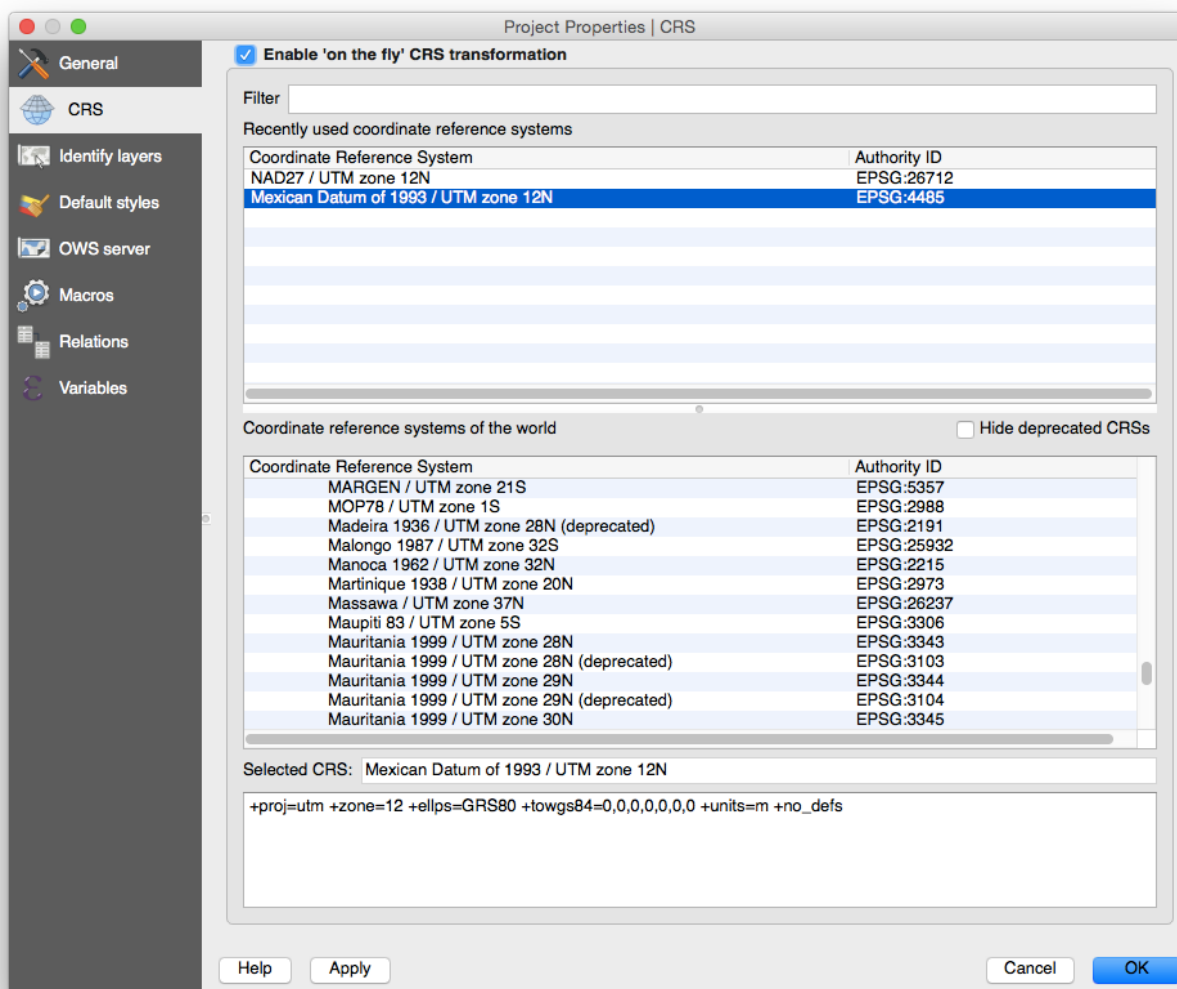 Project Properties | CRS
General
CRS
Identify layers
Default styles
OWS server
Macros
Relations
Variables
Enable 'on the fly' CRS transformation
Filter
Recently used coordinate reference systems
Coordinate Reference System Authority ID
NAD27 / UTM zone 12N EPSG:26712
Mexican Datum of 1993 / UTM zone 12N EPSG:4485
Coordinate reference systems of the world Hide deprecated CRSs
Coordinate Reference System Authority ID
MARGEN / UTM zone 21S EPSG:5357
MOP78 / UTM zone 1S EPSG:2988
Madeira 1936 / UTM zone 28N (deprecated) EPSG:2191
Malongo 1987 / UTM zone 32S EPSG:25932
Manoca 1962 / UTM zone 32N EPSG:2215
Martinique 1938 / UTM zone 20N EPSG:2973
Massawa / UTM zone 37N EPSG:26237
Maupiti 83 / UTM zone 5S EPSG:3306
Mauritania 1999 / UTM zone 28N EPSG:3343
Mauritania 1999 / UTM zone 28N (deprecated) EPSG:3103
Mauritania 1999 / UTM zone 29N EPSG:3344
Mauritania 1999 / UTM zone 29N (deprecated) EPSG:3104
Mauritania 1999 / UTM zone 30N EPSG:3345
Selected CRS: Mexican Datum of 1993 / UTM zone 12N
+proj=utm +zone=12 +ellps=GRS80 +towgs84=0,0,0,0,0,0,0 +units=m +no_defs
Help Apply Cancel OK